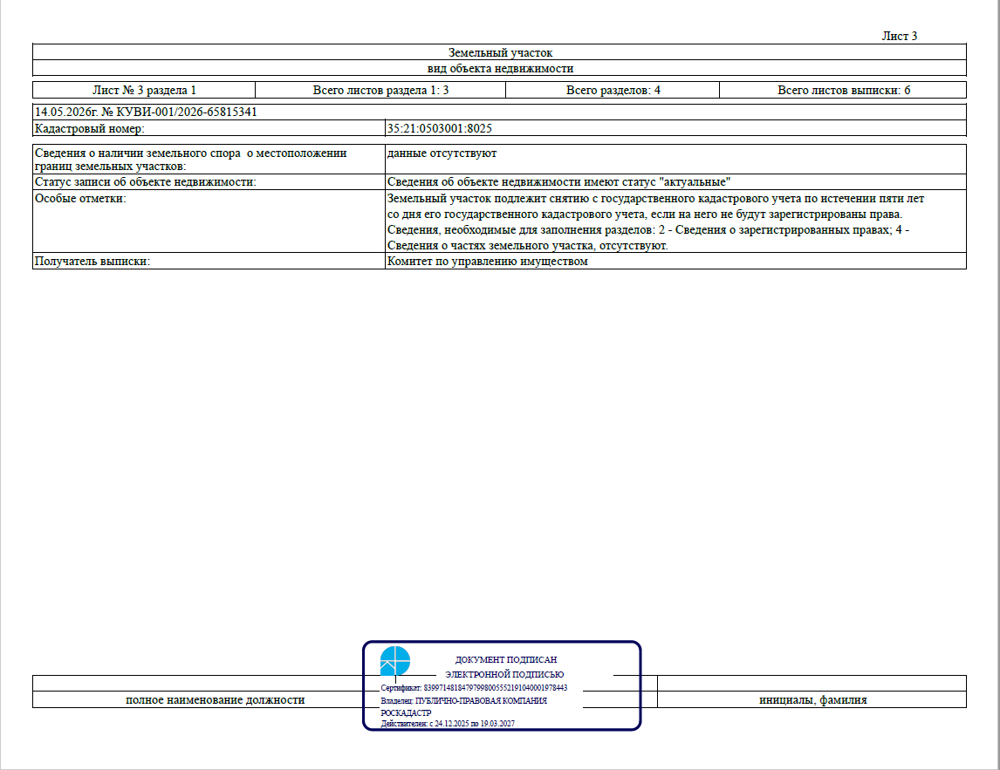 Лист 3
Земельный участок
вид объекта недвижимости
Лист № 3 раздела 1 Всего листов раздела 1: 3 Всего разделов: 4 Всего листов выписки: 6
14.05.2026г. № КУВИ-001/2026-65815341
Кадастровый номер: 35:21:0503001:8025
Сведения о наличии земельного спора о местоположении данные отсутствуют
границ земельных участков:
Статус записи об объекте недвижимости: Сведения об объекте недвижимости имеют статус "актуальные"
Особые отметки: Земельный участок подлежит снятию с государственного кадастрового учета по истечении пяти лет
со дня его государственного кадастрового учета, если на него не будут зарегистрированы права.
Сведения, необходимые для заполнения разделов: 2 - Сведения о зарегистрированных правах; 4 -
Сведения о частях земельного участка, отсутствуют.
Получатель выписки: Комитет по управлению имуществом
ДОКУМЕНТ ПОДПИСАН
ЭЛЕКТРОННОЙ ПОДПИСЬЮ
Сертификат: 83997148184797998005552191040001978443
Владелец: ПУБЛИЧНО-ПРАВОВАЯ КОМПАНИЯ
РОСКАДАСТР
Действителен: с 24.12.2025 по 19.03.2027
полное наименование должности инициалы, фамилия